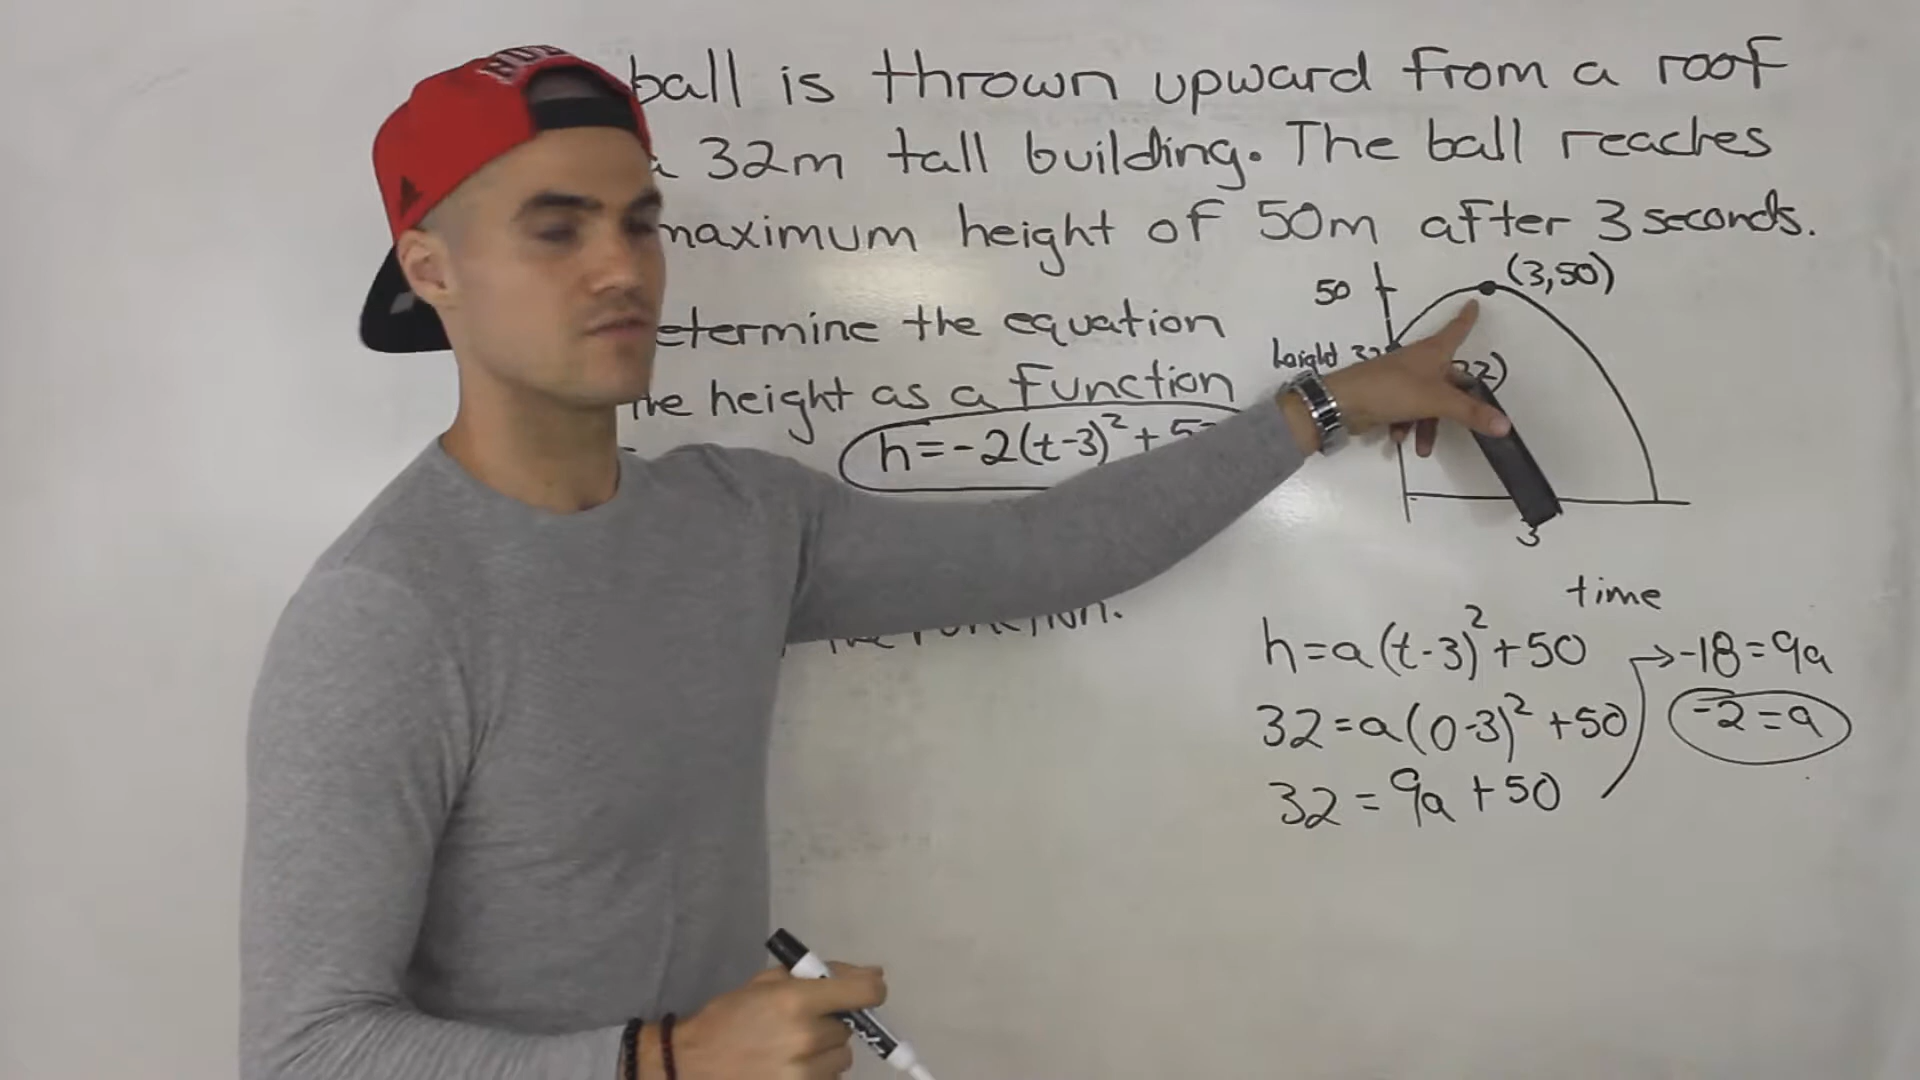 ball is thrown upward from a roof
32m tall building. The ball reaches
maximum height of 50m after 3 seconds.
50
(3,50)
etermine the equation
height
he height as a function
h=-2(t-3)²+5
3
time
h=a(t-3)²+50
→-18=9a
32=a(0-3)²+50
-2=a
32=9a+50